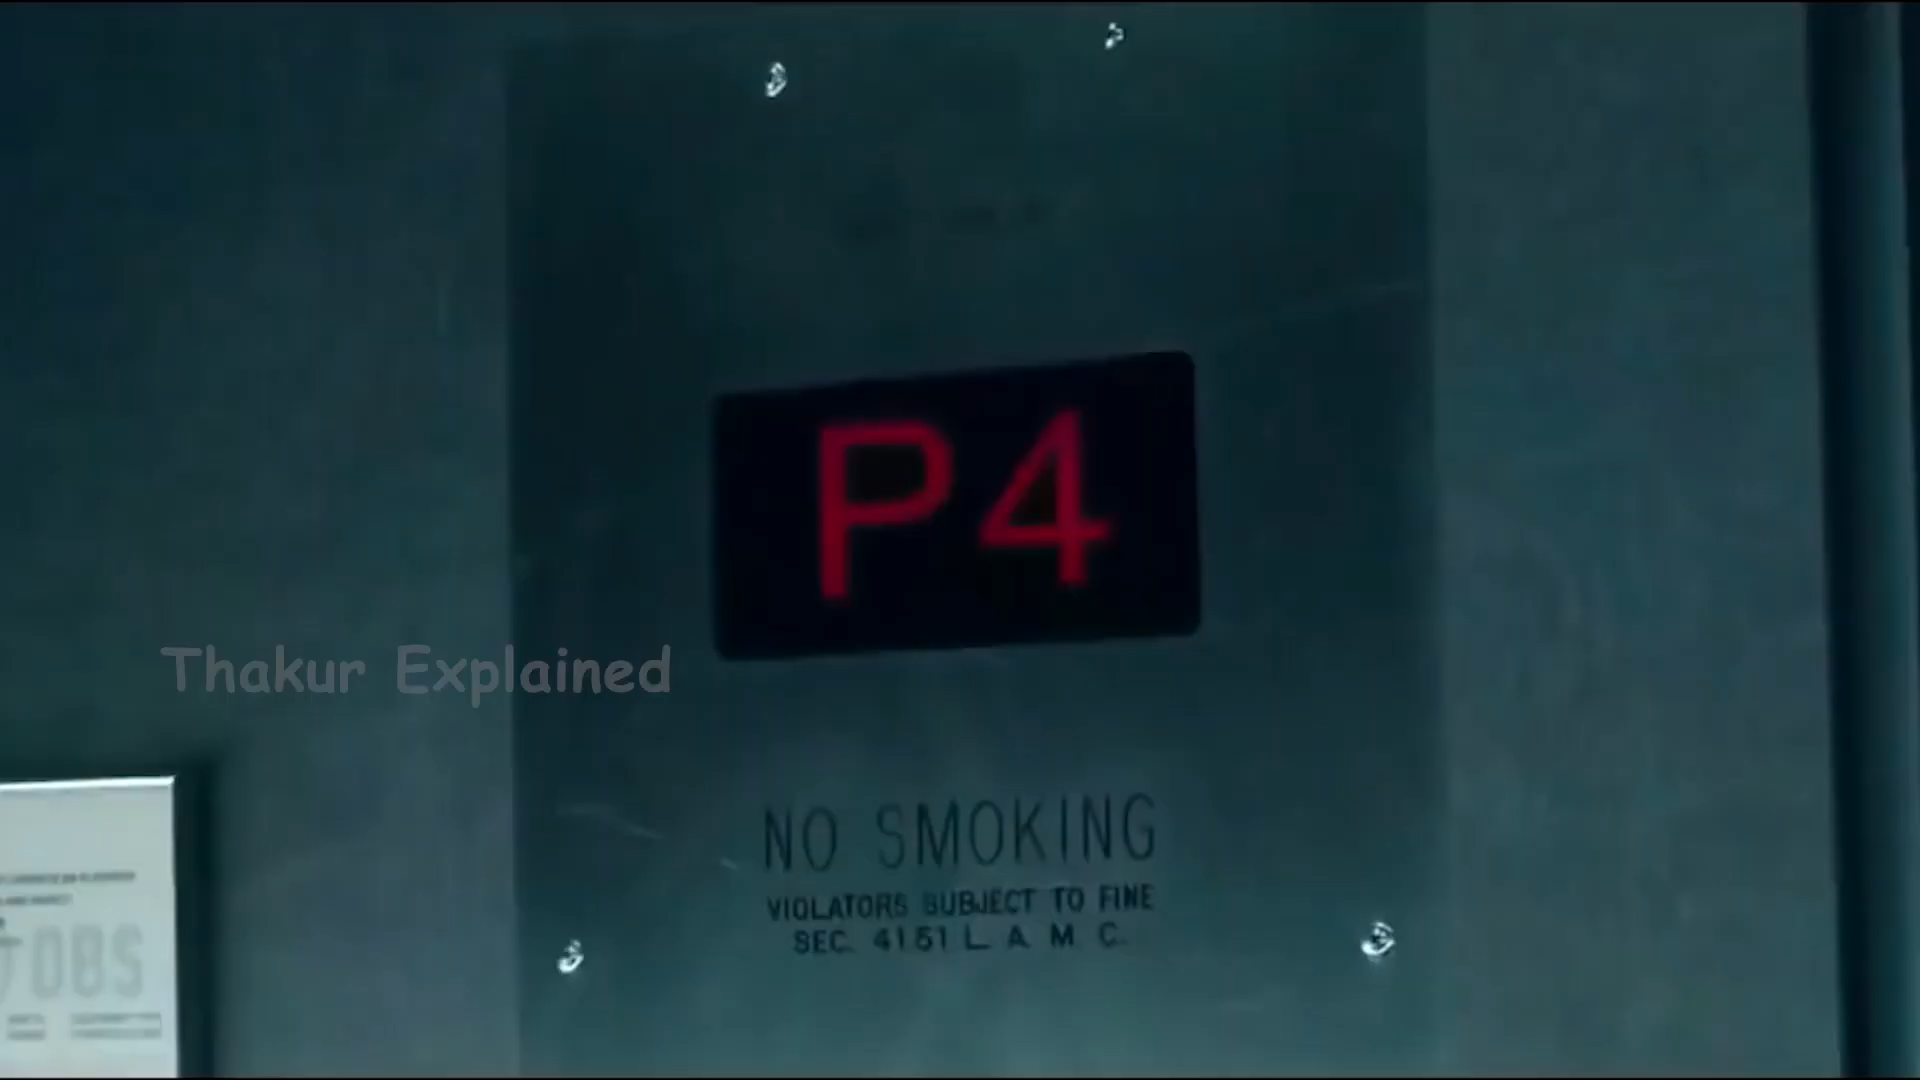 P4
Thakur Explained
NO SMOKING
VIOLATORS SUBJECT TO FINE
SEC. 4151 L. A. M. C.
OBS